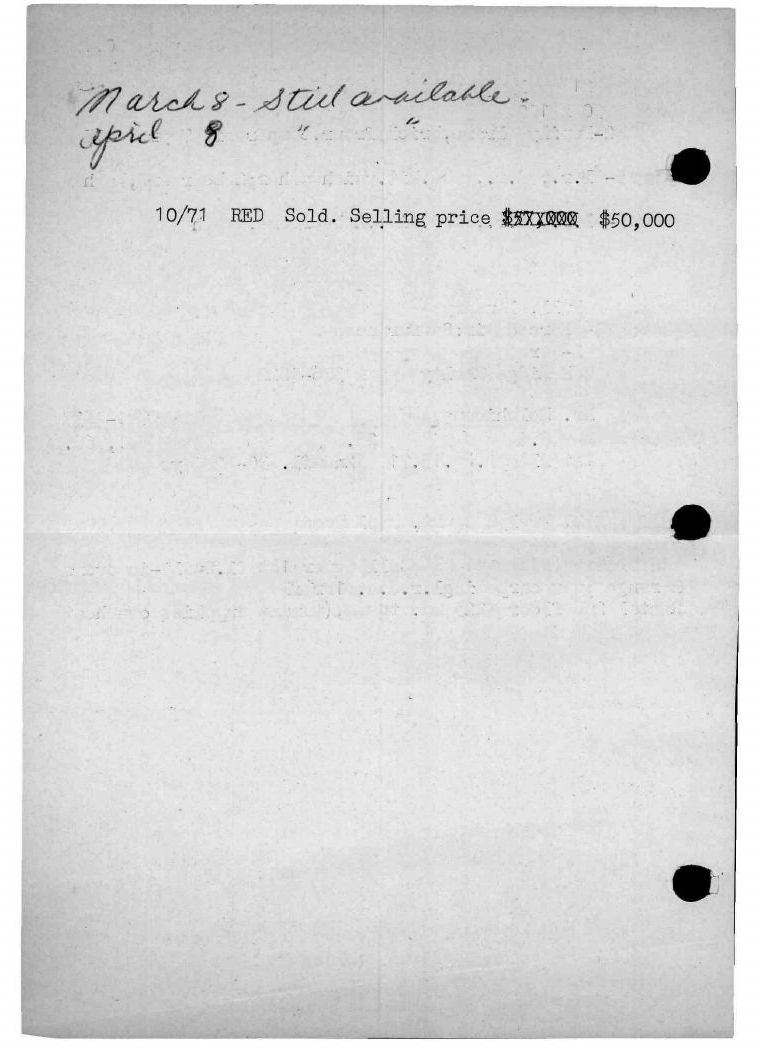 March 8 - Still available.
April 8 " "
10/71 RED Sold. Selling price $50,000